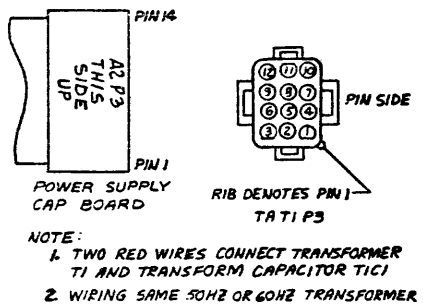 PIN 14
A2 P3
THIS
SIDE
UP
PIN 1
POWER SUPPLY
CAP BOARD
12 11 10
9 8 7
6 5 4
3 2 1
PIN SIDE
RIB DENOTES PIN 1
TA T1 P3
NOTE:
1. TWO RED WIRES CONNECT TRANSFORMER
T1 AND TRANSFORM CAPACITOR T1C1
2 WIRING SAME 50HZ OR 60HZ TRANSFORMER